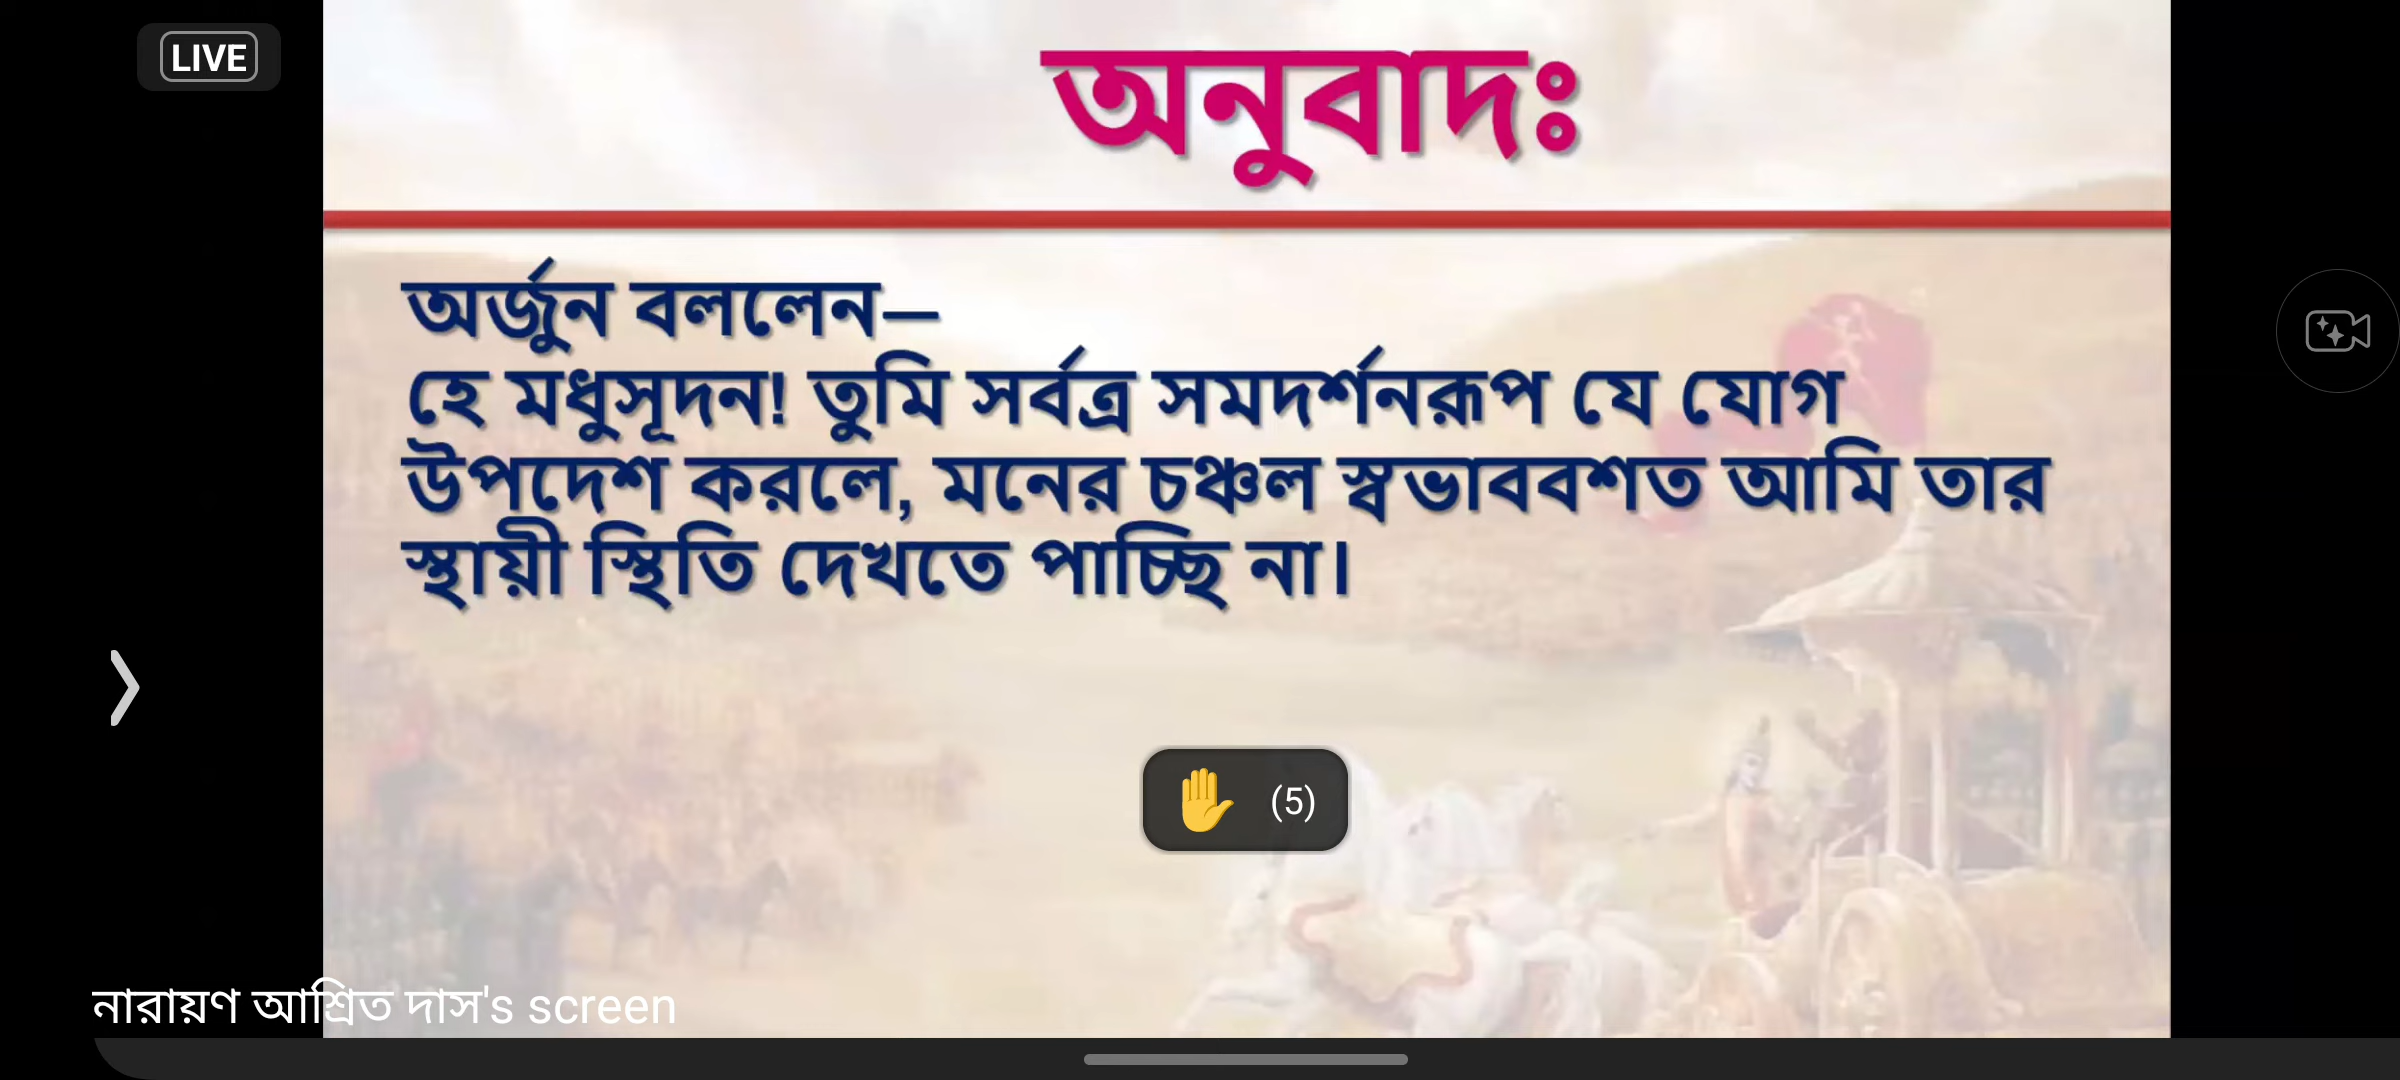 LIVE
অনুবাদঃ
অর্জুন বললেন—
হে মধুসূদন! তুমি সর্বত্র সমদর্শনরূপ যে যোগ
উপদেশ করলে, মনের চঞ্চল স্বভাববশত আমি তার
স্থায়ী স্থিতি দেখতে পাচ্ছি না।
(5)
নারায়ণ আশ্রিত দাস's screen